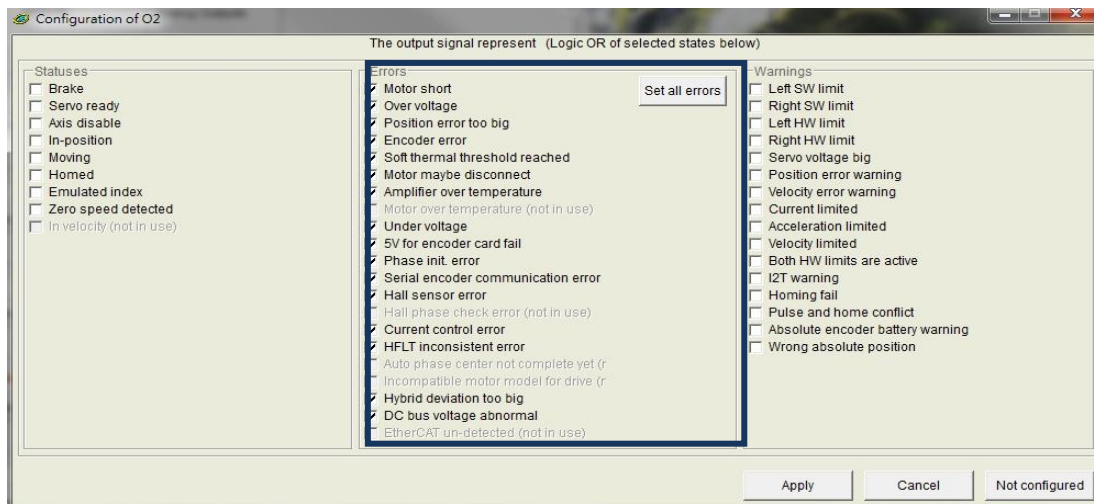 Configuration of O2
The output signal represent (Logic OR of selected states below)
Statuses
Brake
Servo ready
Axis disable
In-position
Moving
Homed
Emulated index
Zero speed detected
In velocity (not in use)
Errors
Set all errors
Motor short
Over voltage
Position error too big
Encoder error
Soft thermal threshold reached
Motor maybe disconnect
Amplifier over temperature
Motor over temperature (not in use)
Under voltage
5V for encoder card fail
Phase init. error
Serial encoder communication error
Hall sensor error
Hall phase check error (not in use)
Current control error
HFLT inconsistent error
Auto phase center not complete yet (r
Incompatible motor model for drive (r
Hybrid deviation too big
DC bus voltage abnormal
EtherCAT un-detected (not in use)
Warnings
Left SW limit
Right SW limit
Left HW limit
Right HW limit
Servo voltage big
Position error warning
Velocity error warning
Current limited
Acceleration limited
Velocity limited
Both HW limits are active
I2T warning
Homing fail
Pulse and home conflict
Absolute encoder battery warning
Wrong absolute position
Apply
Cancel
Not configured